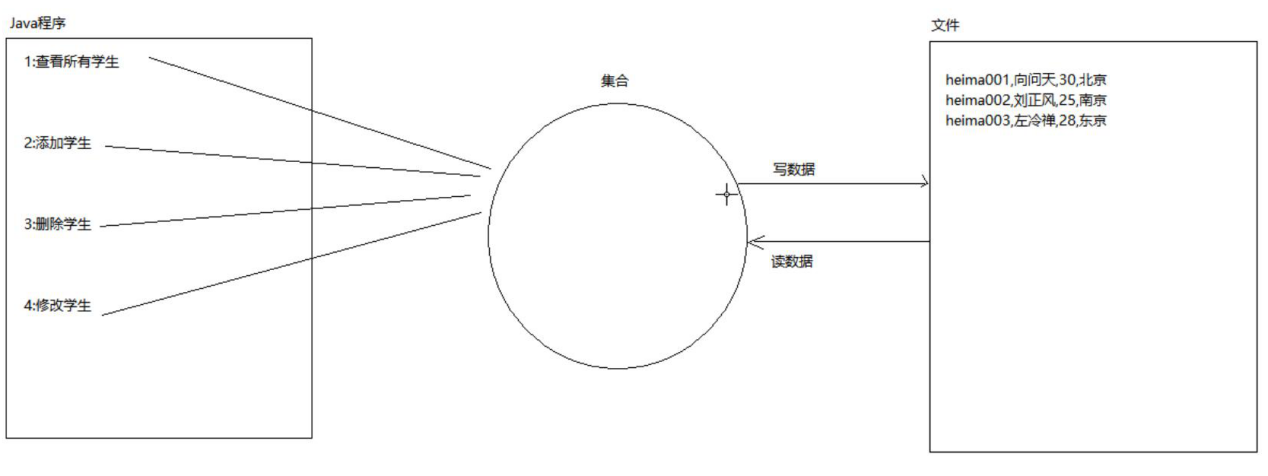 Java程序
1:查看所有学生
2:添加学生
3:删除学生
4:修改学生
集合
写数据
读数据
文件
heima001,向问天,30,北京
heima002,刘正风,25,南京
heima003,左冷禅,28,东京